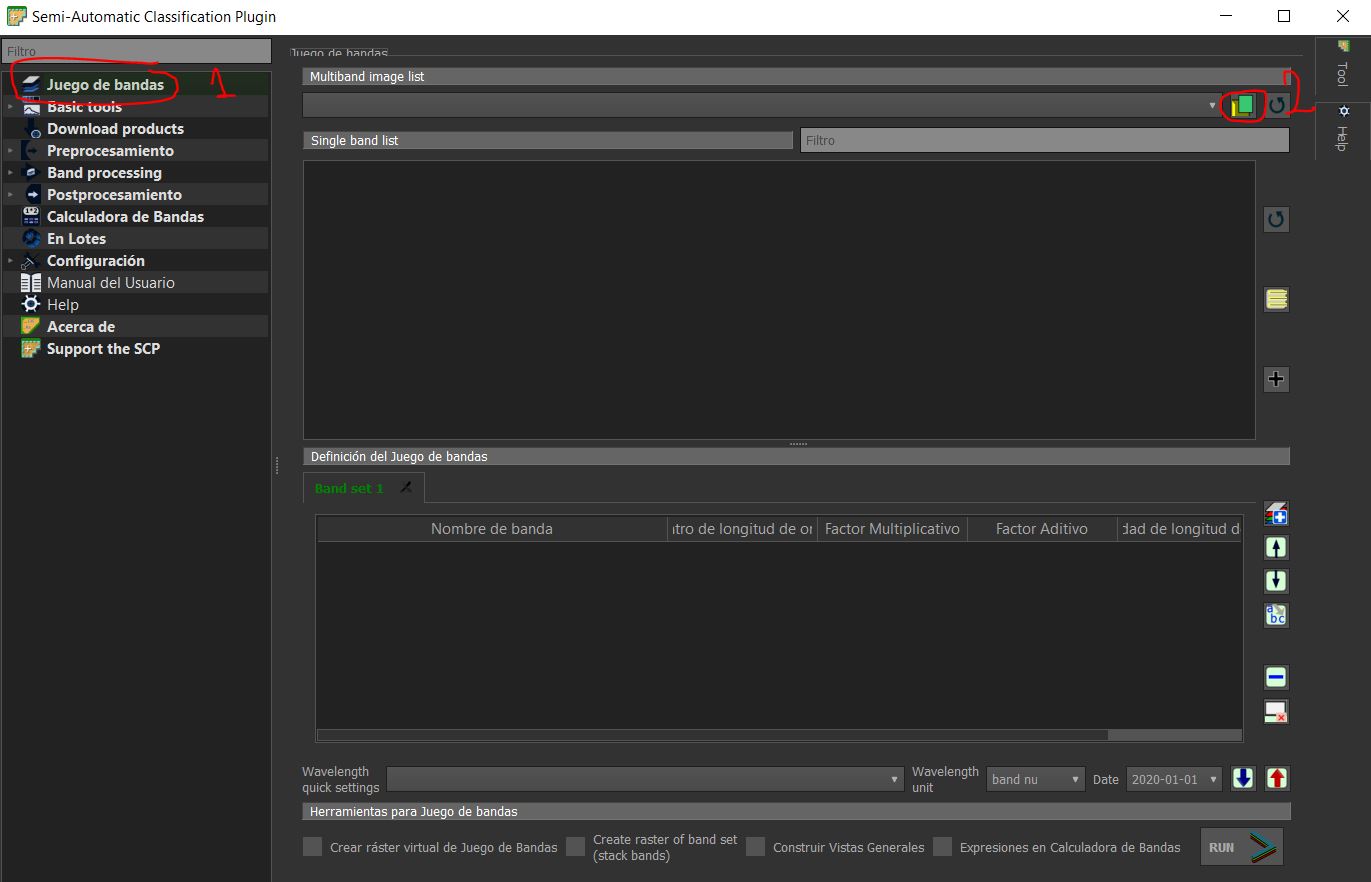 Semi-Automatic Classification Plugin
Filtro
Juego de bandas
1
Basic tools
Download products
Preprocesamiento
Band processing
Postprocesamiento
Calculadora de Bandas
En Lotes
Configuración
Manual del Usuario
Help
Acerca de
Support the SCP
Juego de bandas
Multiband image list
Single band list
Filtro
Definición del Juego de bandas
Band set 1
Nombre de banda
ntro de longitud de or
Factor Multiplicativo
Factor Aditivo
dad de longitud d
abc
Wavelength
quick settings
Wavelength
unit
band nu
Date
2020-01-01
Herramientas para Juego de bandas
Crear ráster virtual de Juego de Bandas
Create raster of band set
(stack bands)
Construir Vistas Generales
Expresiones en Calculadora de Bandas
RUN
Tool
Help